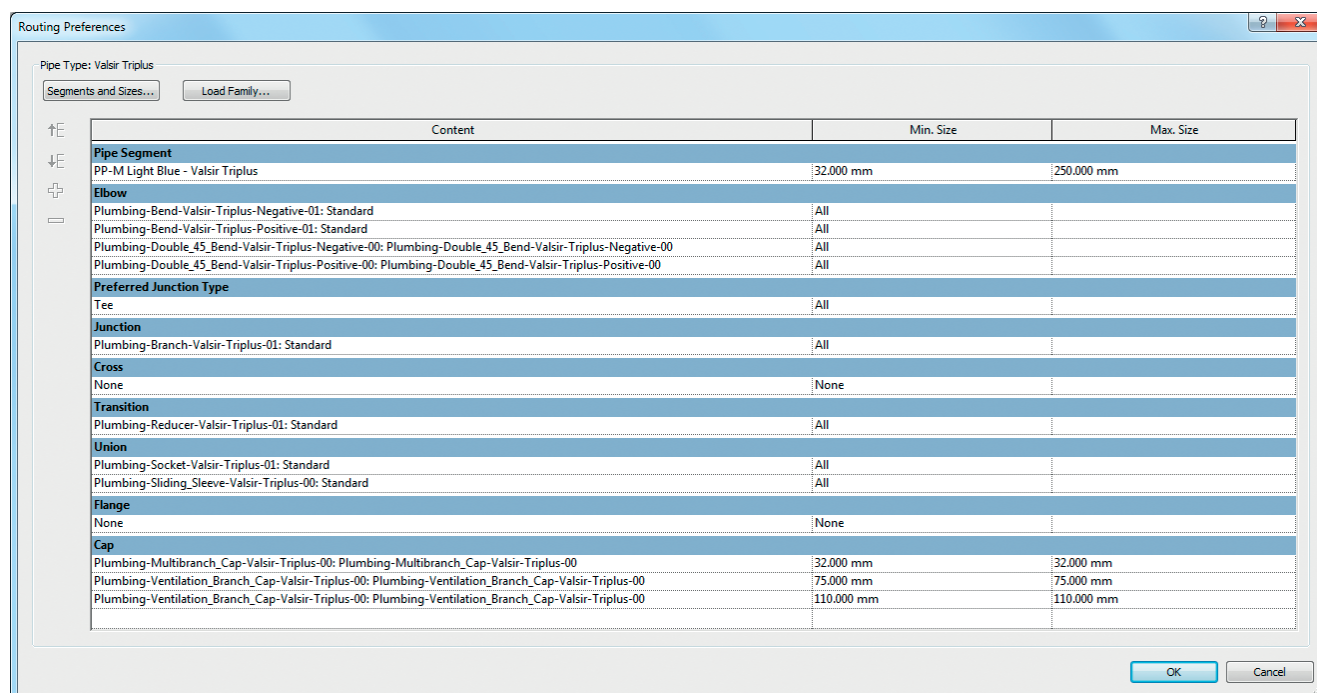 Routing Preferences
Pipe Type: Valsir Triplus
Segments and Sizes... Load Family...
Content Min. Size Max. Size
Pipe Segment
PP-M Light Blue - Valsir Triplus 32.000 mm 250.000 mm
Elbow
Plumbing-Bend-Valsir-Triplus-Negative-01: Standard All
Plumbing-Bend-Valsir-Triplus-Positive-01: Standard All
Plumbing-Double_45_Bend-Valsir-Triplus-Negative-00: Plumbing-Double_45_Bend-Valsir-Triplus-Negative-00 All
Plumbing-Double_45_Bend-Valsir-Triplus-Positive-00: Plumbing-Double_45_Bend-Valsir-Triplus-Positive-00 All
Preferred Junction Type
Tee All
Junction
Plumbing-Branch-Valsir-Triplus-01: Standard All
Cross
None None
Transition
Plumbing-Reducer-Valsir-Triplus-01: Standard All
Union
Plumbing-Socket-Valsir-Triplus-01: Standard All
Plumbing-Sliding_Sleeve-Valsir-Triplus-00: Standard All
Flange
None None
Cap
Plumbing-Multibranch_Cap-Valsir-Triplus-00: Plumbing-Multibranch_Cap-Valsir-Triplus-00 32.000 mm 32.000 mm
Plumbing-Ventilation_Branch_Cap-Valsir-Triplus-00: Plumbing-Ventilation_Branch_Cap-Valsir-Triplus-00 75.000 mm 75.000 mm
Plumbing-Ventilation_Branch_Cap-Valsir-Triplus-00: Plumbing-Ventilation_Branch_Cap-Valsir-Triplus-00 110.000 mm 110.000 mm
OK Cancel